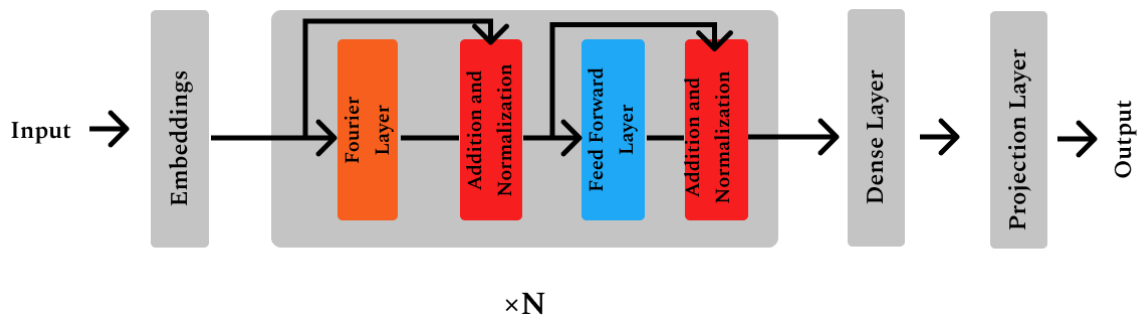 Input
Embeddings
Fourier
Layer
Addition and
Normalization
Feed Forward
Layer
Addition and
Normalization
Dense Layer
Projection Layer
Output
×N